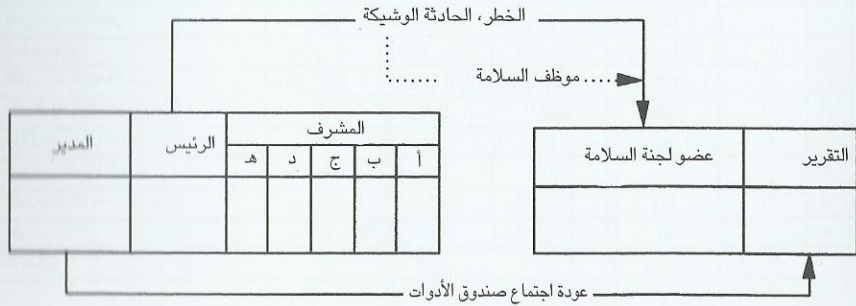 الخطر، الحادثة الوشيكة
موظف السلامة
التقرير
عضو لجنة السلامة
المشرف
أ ب ج د هـ
الرئيس
المدير
عودة اجتماع صندوق الأدوات